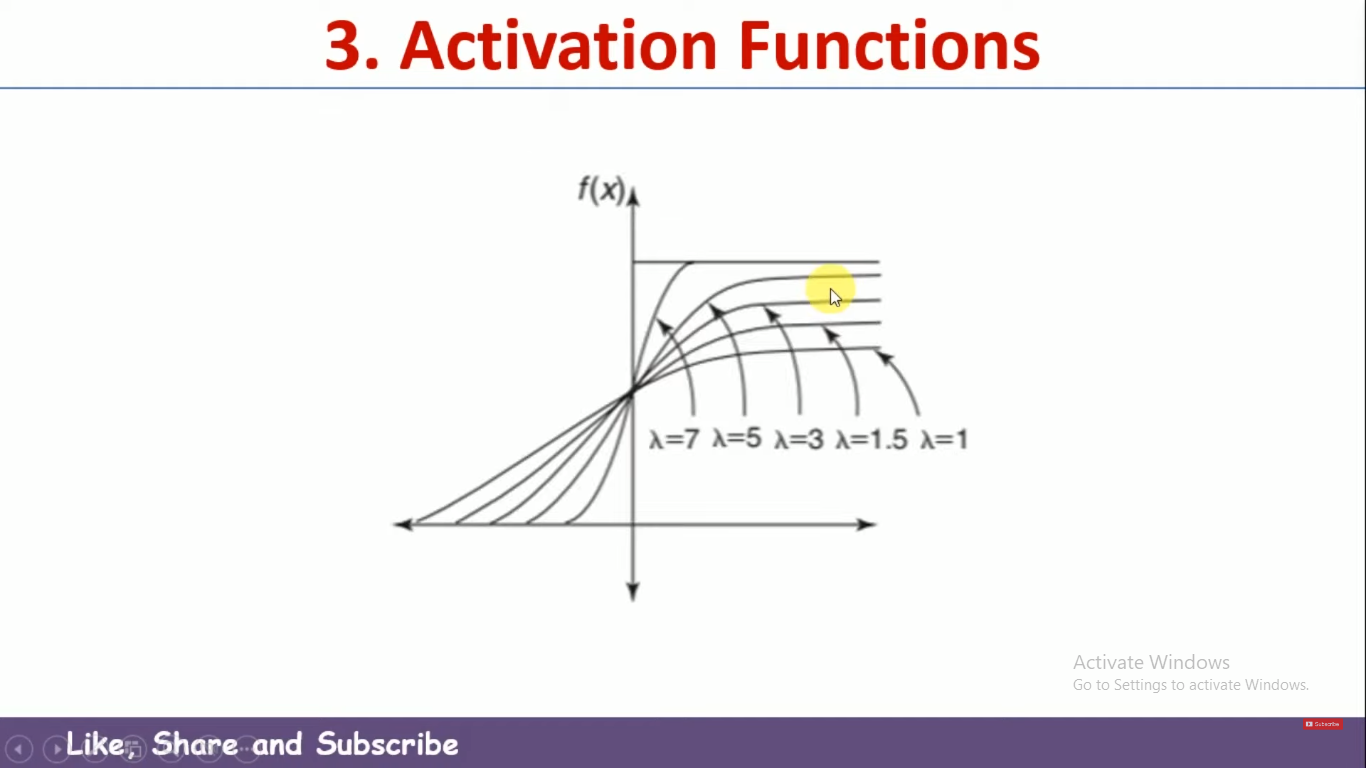 3. Activation Functions
f(x)
λ=7 λ=5 λ=3 λ=1.5 λ=1
Activate Windows
Go to Settings to activate Windows.
Subscribe
Like, Share and Subscribe